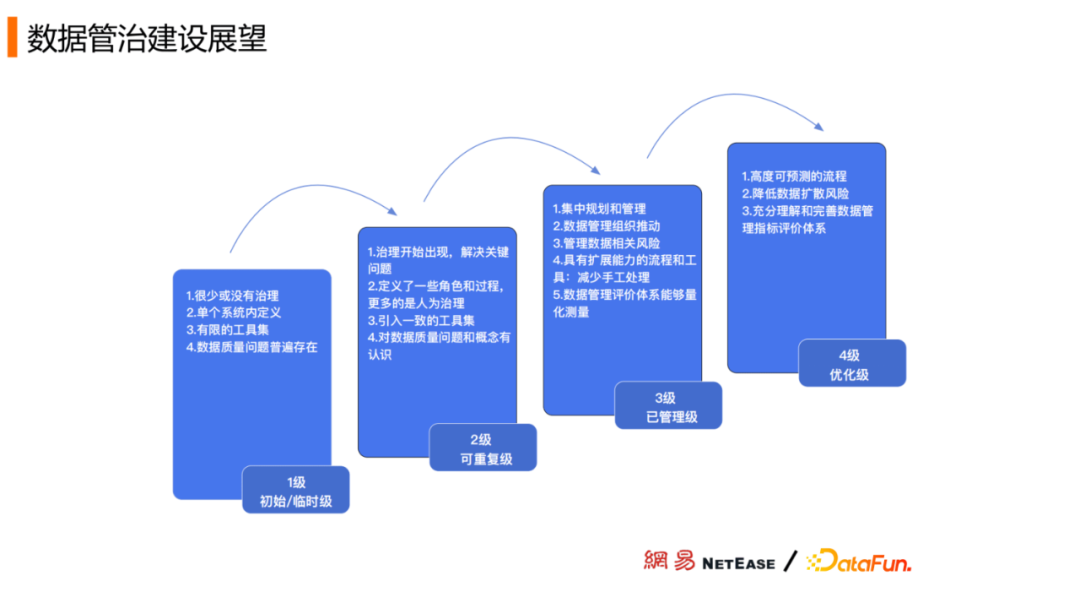 数据管治建设展望
1.很少或没有治理
2.单个系统内定义
3.有限的工具集
4.数据质量问题普遍存在
1级
初始/临时级
1.治理开始出现，解决关键
问题
2.定义了一些角色和过程，
更多的是人为治理
3.引入一致的工具集
4.对数据质量问题和概念有
认识
2级
可重复级
1.集中规划和管理
2.数据管理组织推动
3.管理数据相关风险
4.具有扩展能力的流程和工
具：减少手工处理
5.数据管理评价体系能够量
化测量
3级
已管理级
1.高度可预测的流程
2.降低数据扩散风险
3.充分理解和完善数据管
理指标评价体系
4级
优化级
網易 NETEASE / DataFun.